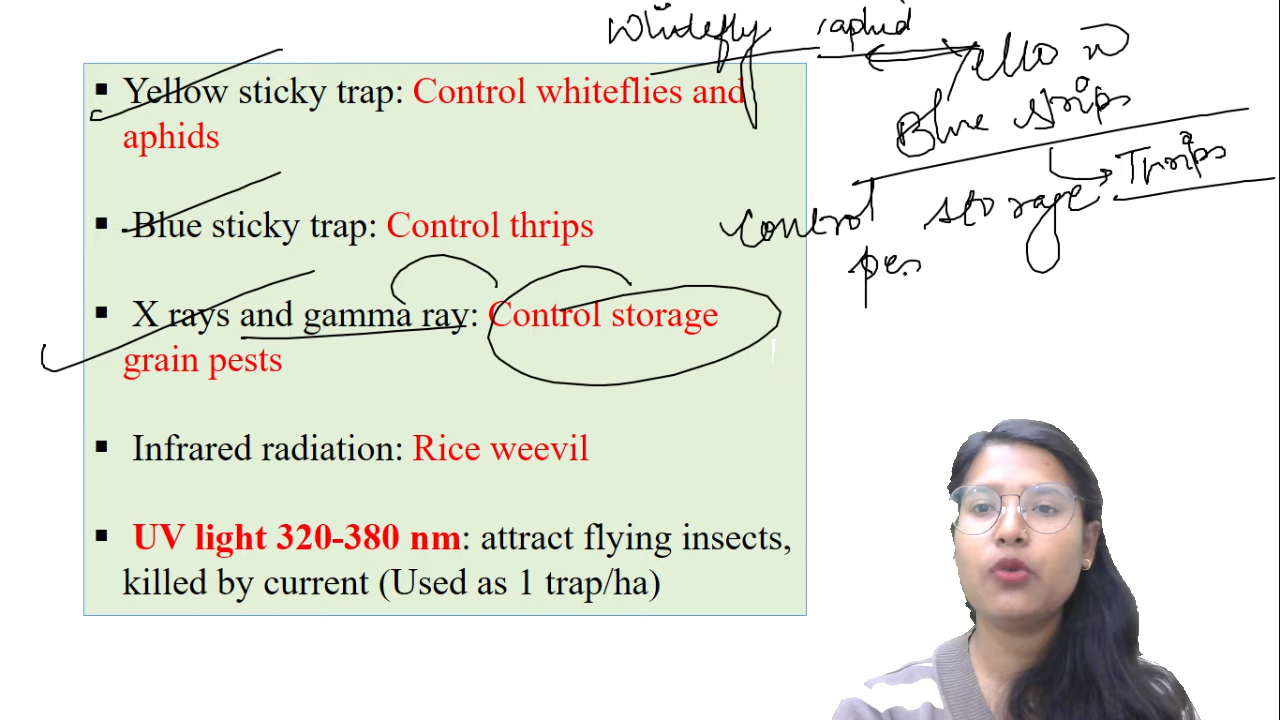 Whitefly aphid Yellow
▪ Yellow sticky trap: Control whiteflies and
aphids
Blue strips
Thrips
▪ Blue sticky trap: Control thrips
Control storage
pes
▪ X rays and gamma ray: Control storage
grain pests
▪ Infrared radiation: Rice weevil
▪ UV light 320-380 nm: attract flying insects,
killed by current (Used as 1 trap/ha)